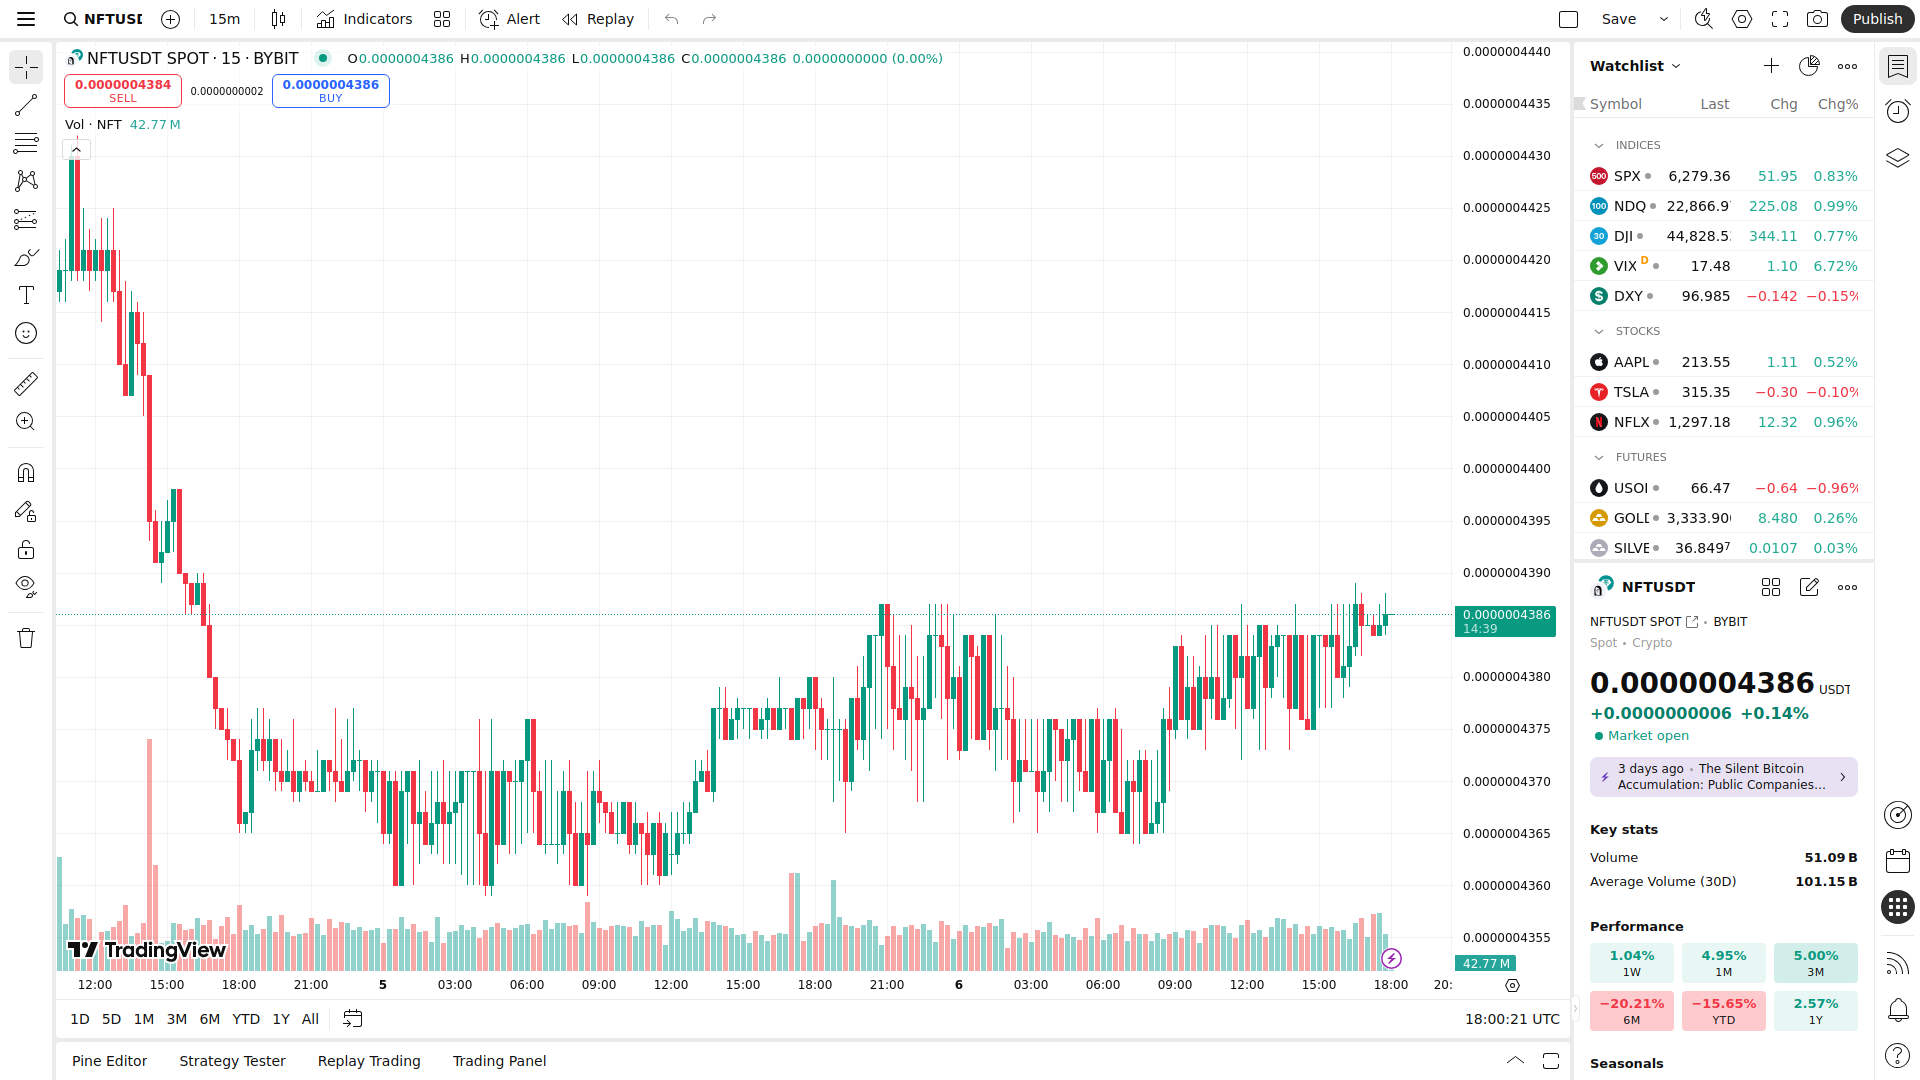 NFTUSD
15m
Indicators
Alert
Replay
Save
Publish
NFTUSDT SPOT · 15 · BYBIT
O0.0000004386 H0.0000004386 L0.0000004386 C0.0000004386 0.0000000000 (0.00%)
0.0000004384
SELL
0.0000000002
0.0000004386
BUY
Vol · NFT 42.77 M
0.0000004440
0.0000004435
0.0000004430
0.0000004425
0.0000004420
0.0000004415
0.0000004410
0.0000004405
0.0000004400
0.0000004395
0.0000004390
0.0000004386
14:39
0.0000004380
0.0000004375
0.0000004370
0.0000004365
0.0000004360
0.0000004355
42.77 M
TradingView
12:00 15:00 18:00 21:00 5 03:00 06:00 09:00 12:00 15:00 18:00 21:00 6 03:00 06:00 09:00 12:00 15:00 18:00 20:
1D 5D 1M 3M 6M YTD 1Y All
18:00:21 UTC
Pine Editor
Strategy Tester
Replay Trading
Trading Panel
Watchlist
Symbol Last Chg Chg%
INDICES
500 SPX 6,279.36 51.95 0.83%
100 NDQ 22,866.9 225.08 0.99%
30 DJI 44,828.5 344.11 0.77%
VIX D 17.48 1.10 6.72%
DXY 96.985 −0.142 −0.15%
STOCKS
AAPL 213.55 1.11 0.52%
TSLA 315.35 −0.30 −0.10%
NFLX 1,297.18 12.32 0.96%
FUTURES
USOI 66.47 −0.64 −0.96%
GOLD 3,333.90 8.480 0.26%
SILVE 36.8497 0.0107 0.03%
NFTUSDT
NFTUSDT SPOT • BYBIT
Spot • Crypto
0.0000004386 USDT
+0.0000000006 +0.14%
Market open
3 days ago • The Silent Bitcoin
Accumulation: Public Companies...
Key stats
Volume 51.09 B
Average Volume (30D) 101.15 B
Performance
1.04% 4.95% 5.00%
1W 1M 3M
−20.21% −15.65% 2.57%
6M YTD 1Y
Seasonals